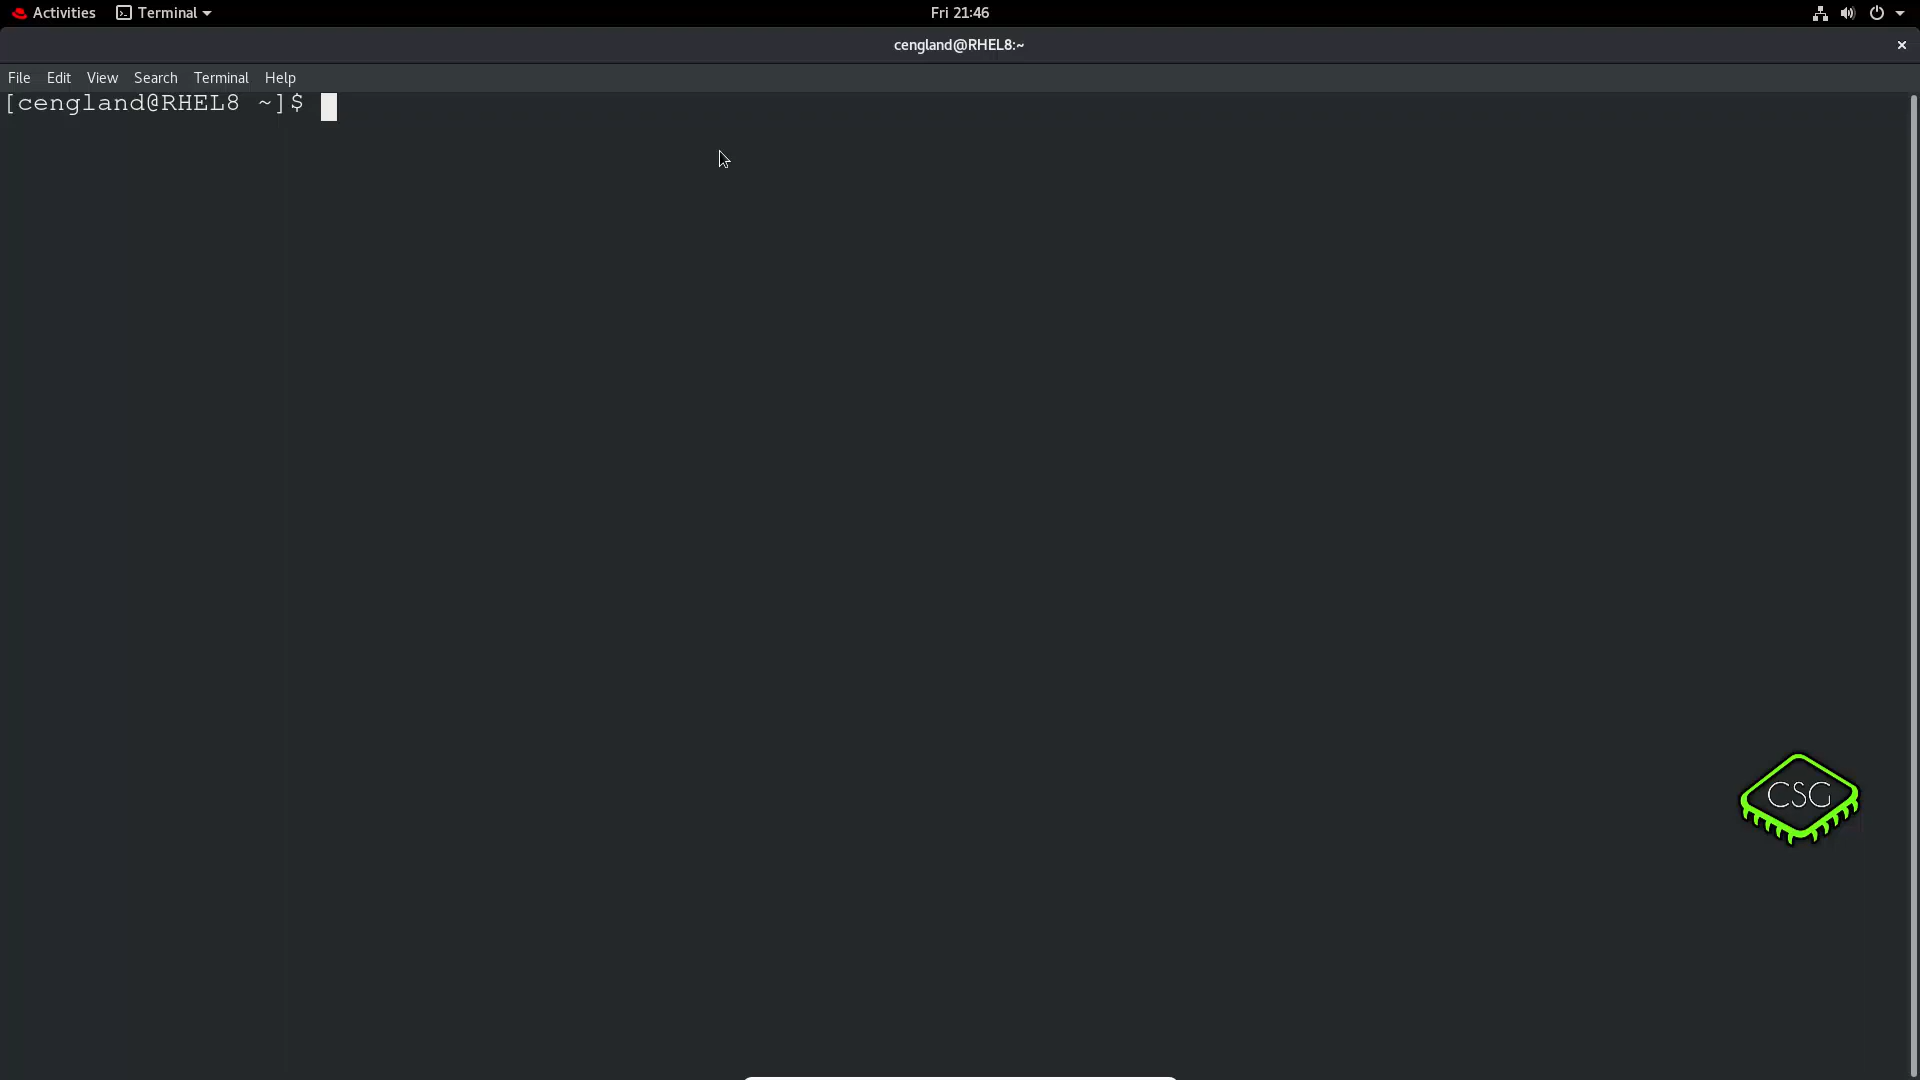 Activities Terminal Fri 21:46
cengland@RHEL8:~
File Edit View Search Terminal Help
[cengland@RHEL8 ~]$
CSG